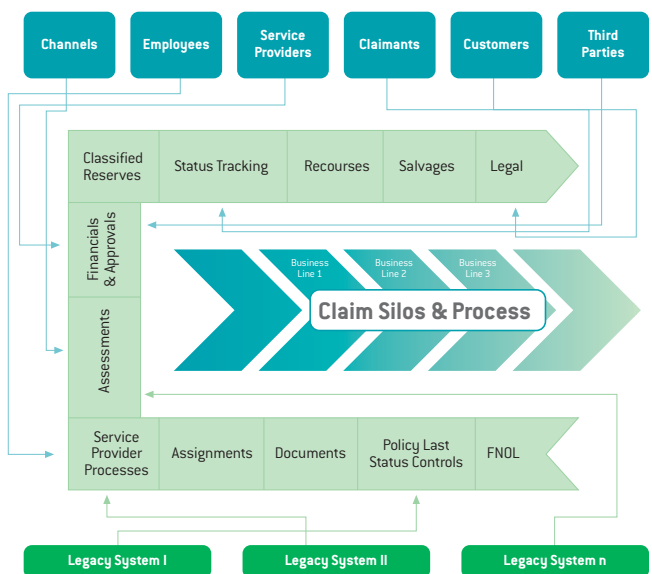 Channels
Employees
Service
Providers
Claimants
Customers
Third
Parties
Classified
Reserves
Status Tracking
Recourses
Salvages
Legal
Financials
& Approvals
Business
Line 1
Business
Line 2
Business
Line 3
Claim Silos & Process
Assessments
Service
Provider
Processes
Assignments
Documents
Policy Last
Status Controls
FNOL
Legacy System I
Legacy System II
Legacy System n